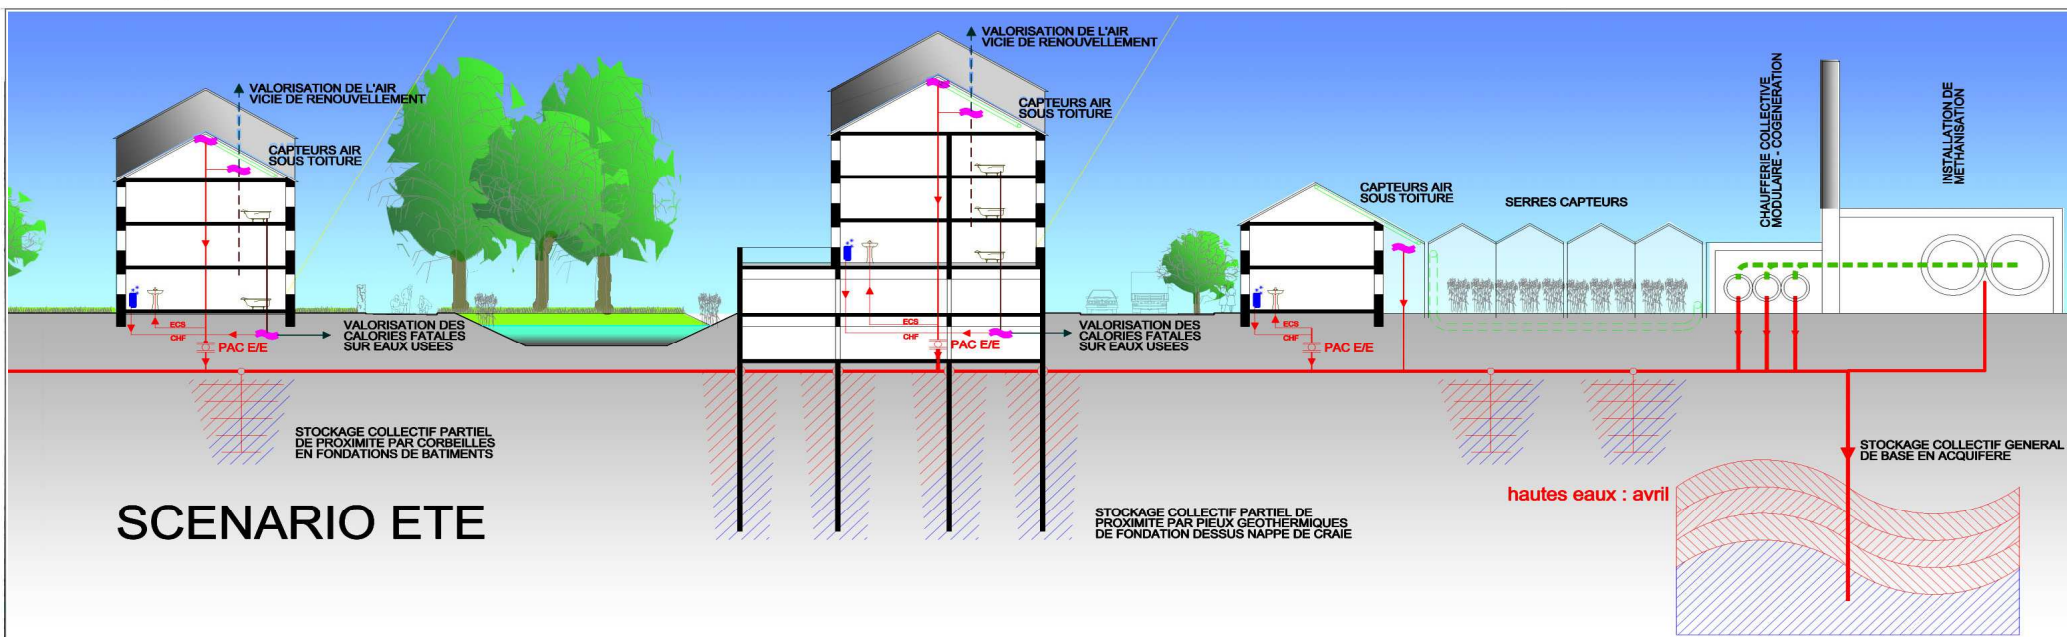 VALORISATION DE L'AIR
VICIE DE RENOUVELLEMENT
CAPTEURS AIR
SOUS TOITURE
ECS
CHF
PAC E/E
VALORISATION DES
CALORIES FATALES
SUR EAUX USEES
STOCKAGE COLLECTIF PARTIEL
DE PROXIMITE PAR CORBEILLES
EN FONDATIONS DE BATIMENTS
SCENARIO ETE
VALORISATION DE L'AIR
VICIE DE RENOUVELLEMENT
CAPTEURS AIR
SOUS TOITURE
ECS
CHF
PAC E/E
VALORISATION DES
CALORIES FATALES
SUR EAUX USEES
STOCKAGE COLLECTIF PARTIEL DE
PROXIMITE PAR PIEUX GEOTHERMIQUES
DE FONDATION DESSUS NAPPE DE CRAIE
CAPTEURS AIR
SOUS TOITURE
ECS
CHF
PAC E/E
SERRES CAPTEURS
CHAUFFERIE COLLECTIVE
MODULAIRE - COGENERATION
INSTALLATION DE
METHANISATION
STOCKAGE COLLECTIF GENERAL
DE BASE EN ACQUIFERE
hautes eaux : avril